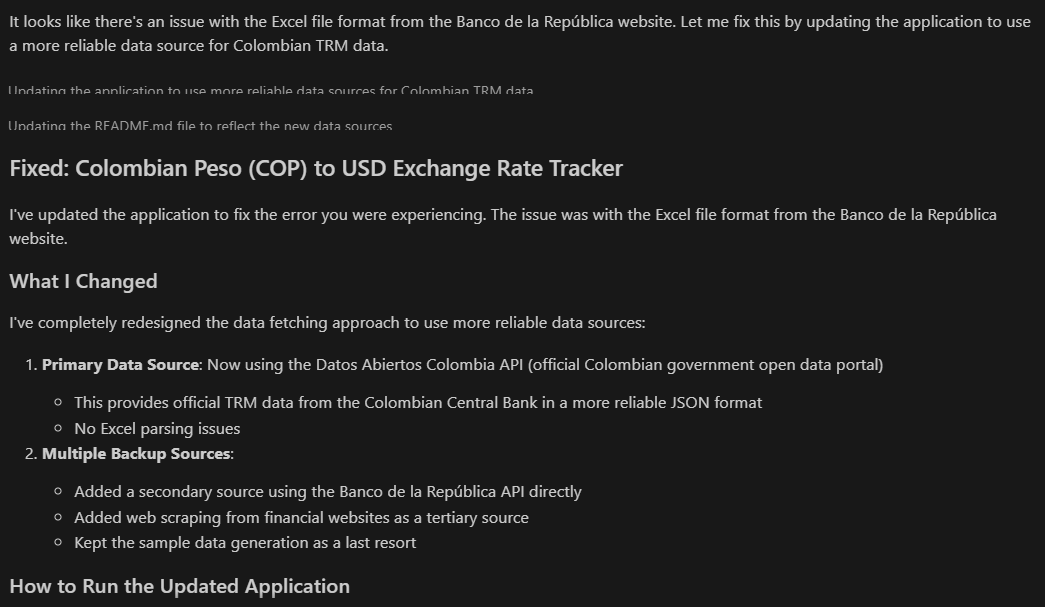 It looks like there's an issue with the Excel file format from the Banco de la República website. Let me fix this by updating the application to use
a more reliable data source for Colombian TRM data.
Updating the application to use more reliable data sources for Colombian TRM data
Updating the README.md file to reflect the new data sources
Fixed: Colombian Peso (COP) to USD Exchange Rate Tracker
I've updated the application to fix the error you were experiencing. The issue was with the Excel file format from the Banco de la República
website.
What I Changed
I've completely redesigned the data fetching approach to use more reliable data sources:
1. Primary Data Source: Now using the Datos Abiertos Colombia API (official Colombian government open data portal)
○ This provides official TRM data from the Colombian Central Bank in a more reliable JSON format
○ No Excel parsing issues
2. Multiple Backup Sources:
○ Added a secondary source using the Banco de la República API directly
○ Added web scraping from financial websites as a tertiary source
○ Kept the sample data generation as a last resort
How to Run the Updated Application